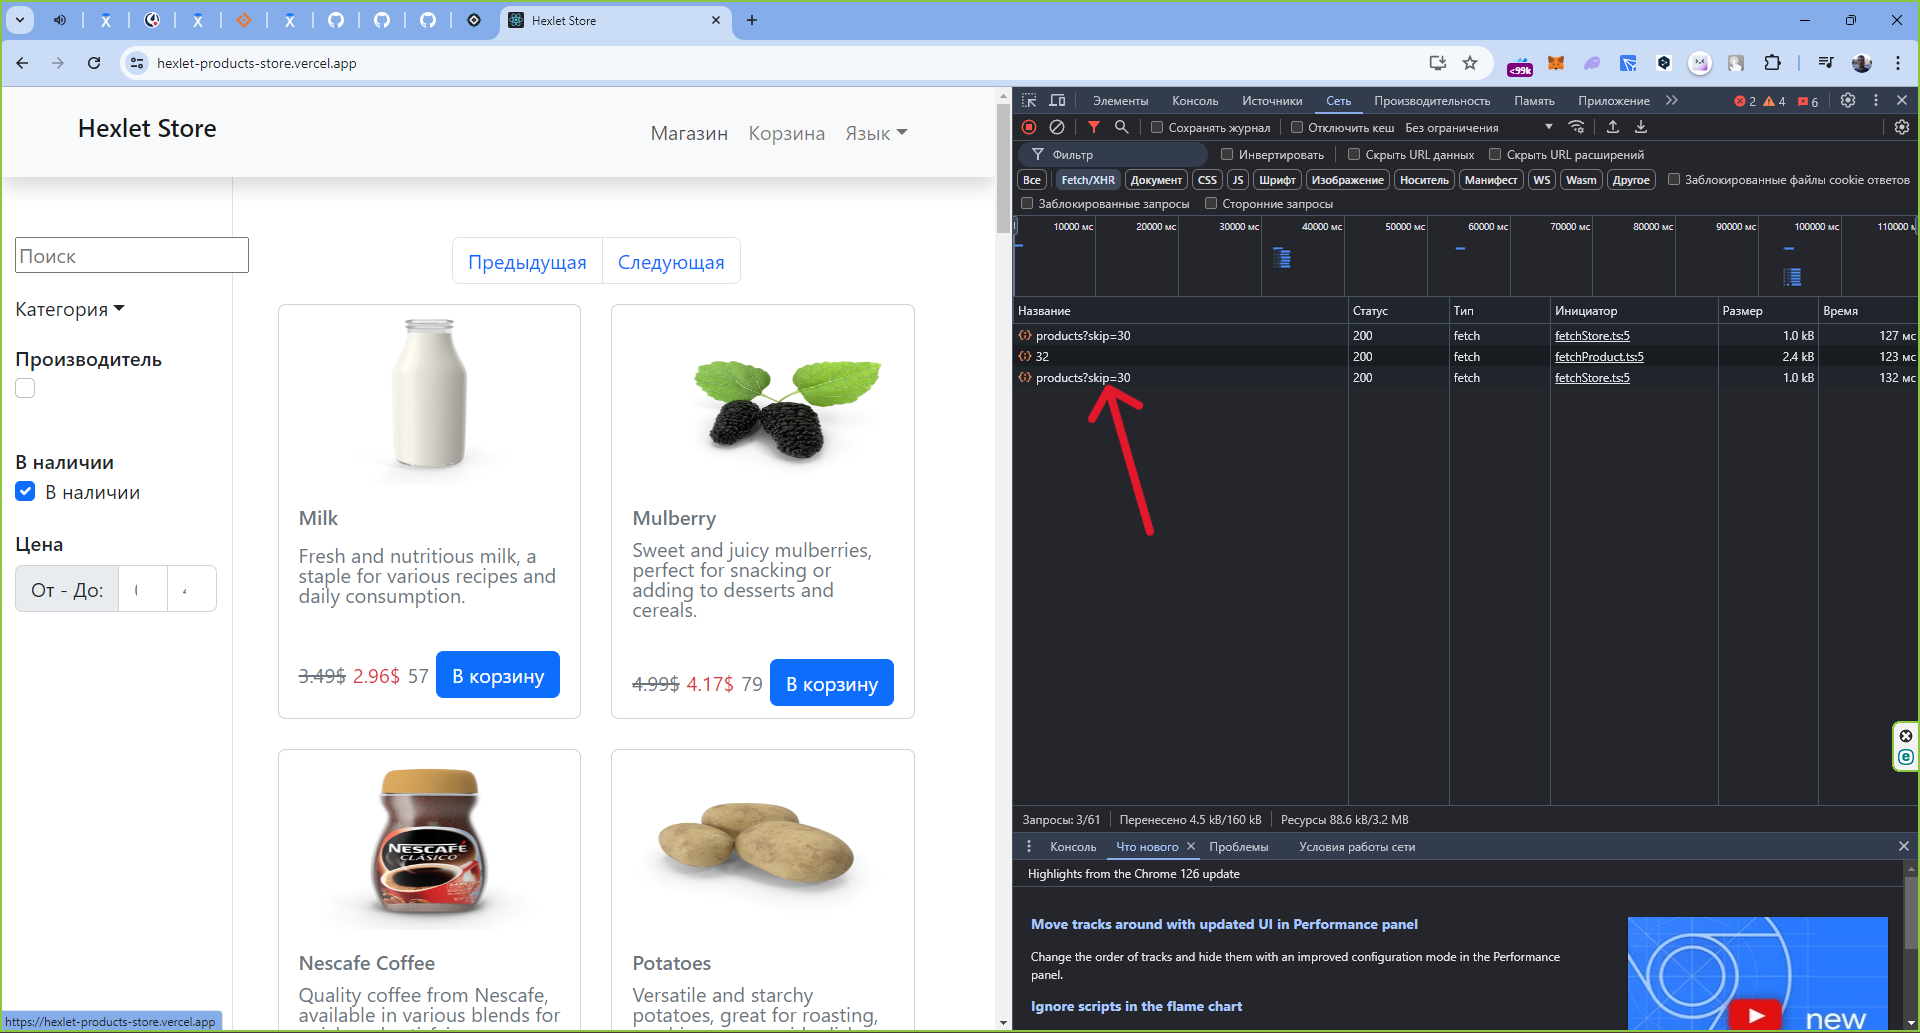 Hexlet Store
hexlet-products-store.vercel.app
<99k
Hexlet Store
Магазин Корзина Язык
Поиск
Категория
Производитель
В наличии
В наличии
Цена
От - До:
Предыдущая Следующая
Milk
Fresh and nutritious milk, a
staple for various recipes and
daily consumption.
3.49$ 2.96$ 57 В корзину
Mulberry
Sweet and juicy mulberries,
perfect for snacking or
adding to desserts and
cereals.
4.99$ 4.17$ 79 В корзину
NESCAFÉ
CLÁSICO
Nescafe Coffee
Quality coffee from Nescafe,
available in various blends for
Potatoes
Versatile and starchy
potatoes, great for roasting,
https://hexlet-products-store.vercel.app
Элементы Консоль Источники Сеть Производительность Память Приложение 2 4 6
Сохранять журнал Отключить кеш Без ограничения
Фильтр Инвертировать Скрыть URL данных Скрыть URL расширений
Все Fetch/XHR Документ CSS JS Шрифт Изображение Носитель Манифест WS Wasm Другое Заблокированные файлы cookie ответов
Заблокированные запросы Сторонние запросы
10000 мс 20000 мс 30000 мс 40000 мс 50000 мс 60000 мс 70000 мс 80000 мс 90000 мс 100000 мс 110000
Название Статус Тип Инициатор Размер Время
products?skip=30 200 fetch fetchStore.ts:5 1.0 kB 127 мс
32 200 fetch fetchProduct.ts:5 2.4 kB 123 мс
products?skip=30 200 fetch fetchStore.ts:5 1.0 kB 132 мс
Запросы: 3/61 Перенесено 4.5 kB/160 kB Ресурсы 88.6 kB/3.2 MB
Консоль Что нового Проблемы Условия работы сети
Highlights from the Chrome 126 update
Move tracks around with updated UI in Performance panel
Change the order of tracks and hide them with an improved configuration mode in the Performance
panel.
Ignore scripts in the flame chart
new